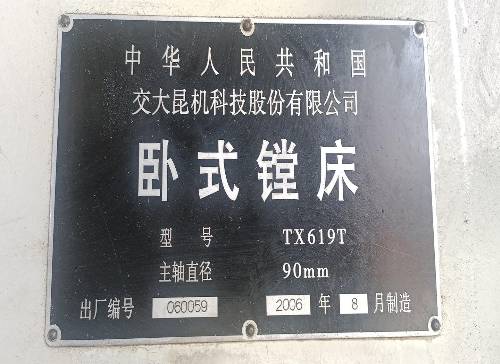 中华人民共和国
交大昆机科技股份有限公司
卧式镗床
型号 TX619T
主轴直径 90mm
出厂编号 060059 2006 年 8 月制造